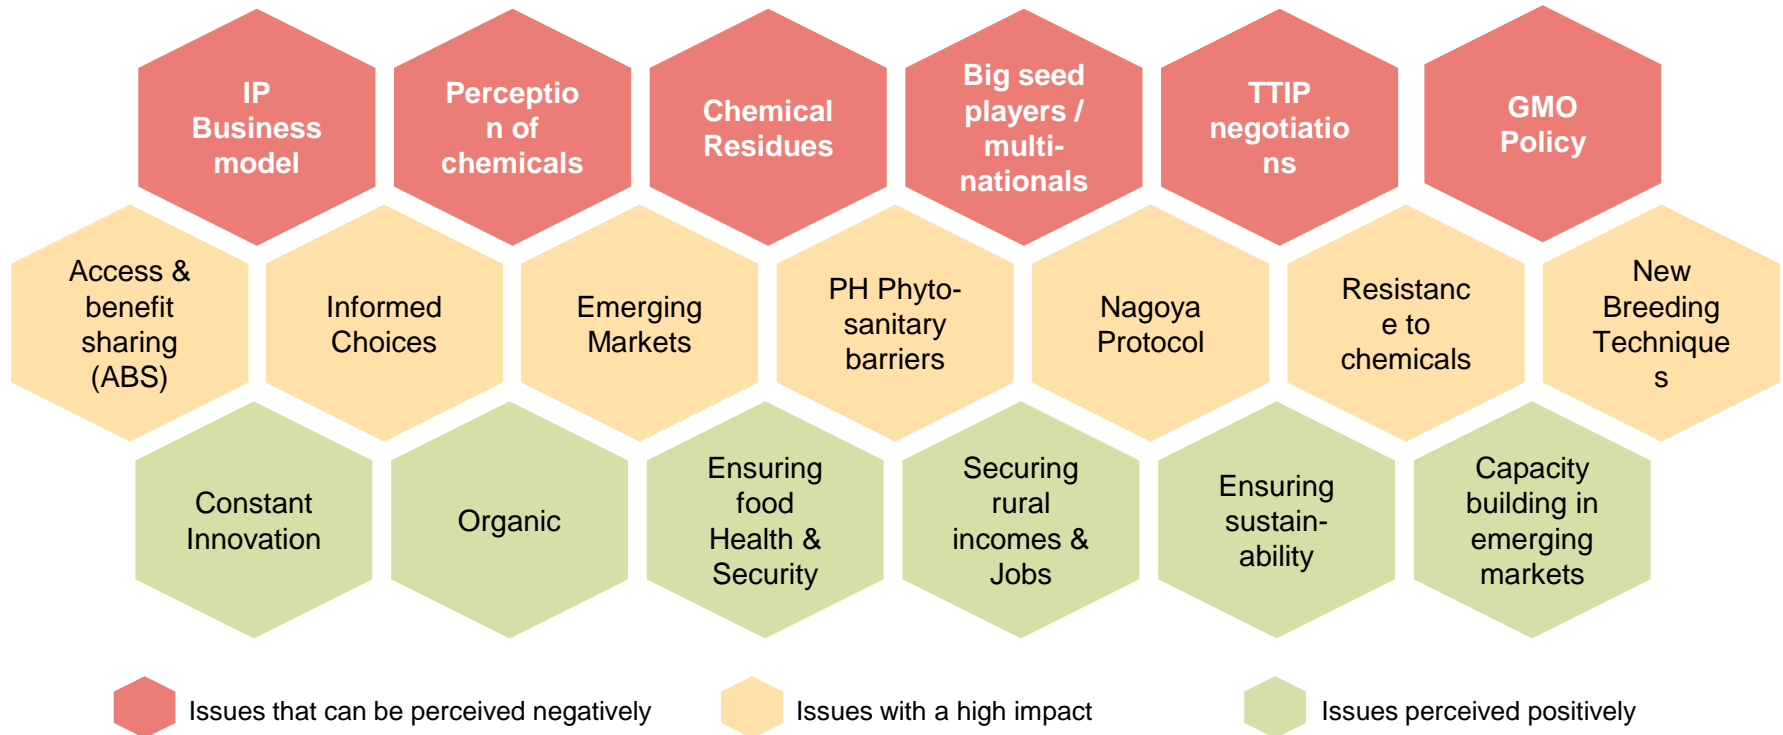 IP
Business
model
Perceptio
n of
chemicals
Chemical
Residues
Big seed
players /
multi-
nationals
TTIP
negotiatio
ns
GMO
Policy
Access &
benefit
sharing
(ABS)
Informed
Choices
Emerging
Markets
PH Phyto-
sanitary
barriers
Nagoya
Protocol
Resistanc
e to
chemicals
New
Breeding
Technique
s
Constant
Innovation
Organic
Ensuring
food
Health &
Security
Securing
rural
incomes &
Jobs
Ensuring
sustain-
ability
Capacity
building in
emerging
markets
Issues that can be perceived negatively
Issues with a high impact
Issues perceived positively